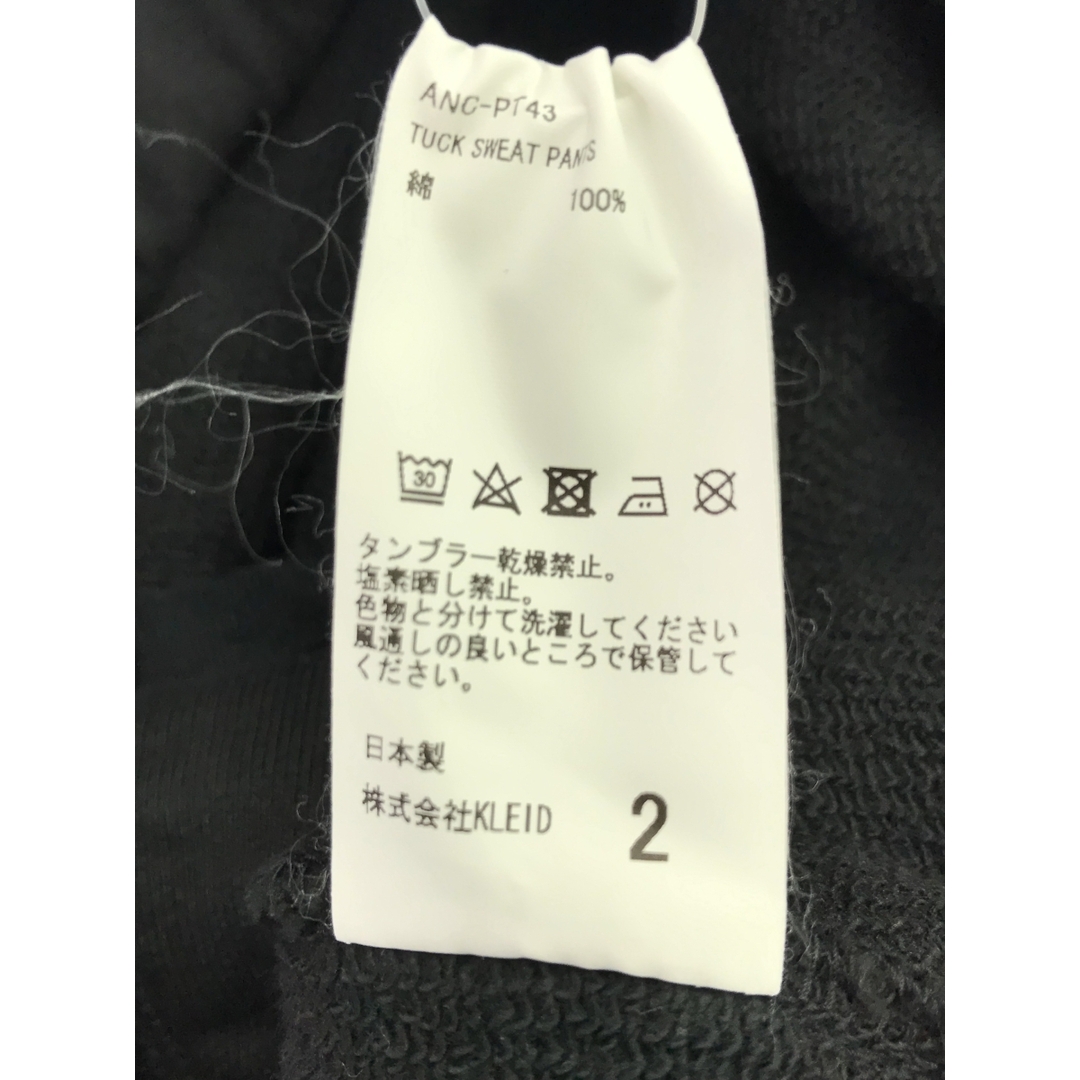 ANC-PT43
TUCK SWEAT PANTS
綿 100%
30
タンブラー乾燥禁止。
塩素晒し禁止。
色物と分けて洗濯してください
風通しの良いところで保管して
ください。
日本製
株式会社KLEID 2